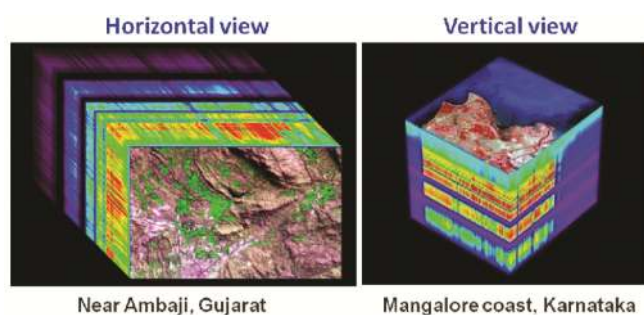 Horizontal view
Vertical view
Near Ambaji, Gujarat
Mangalore coast, Karnataka